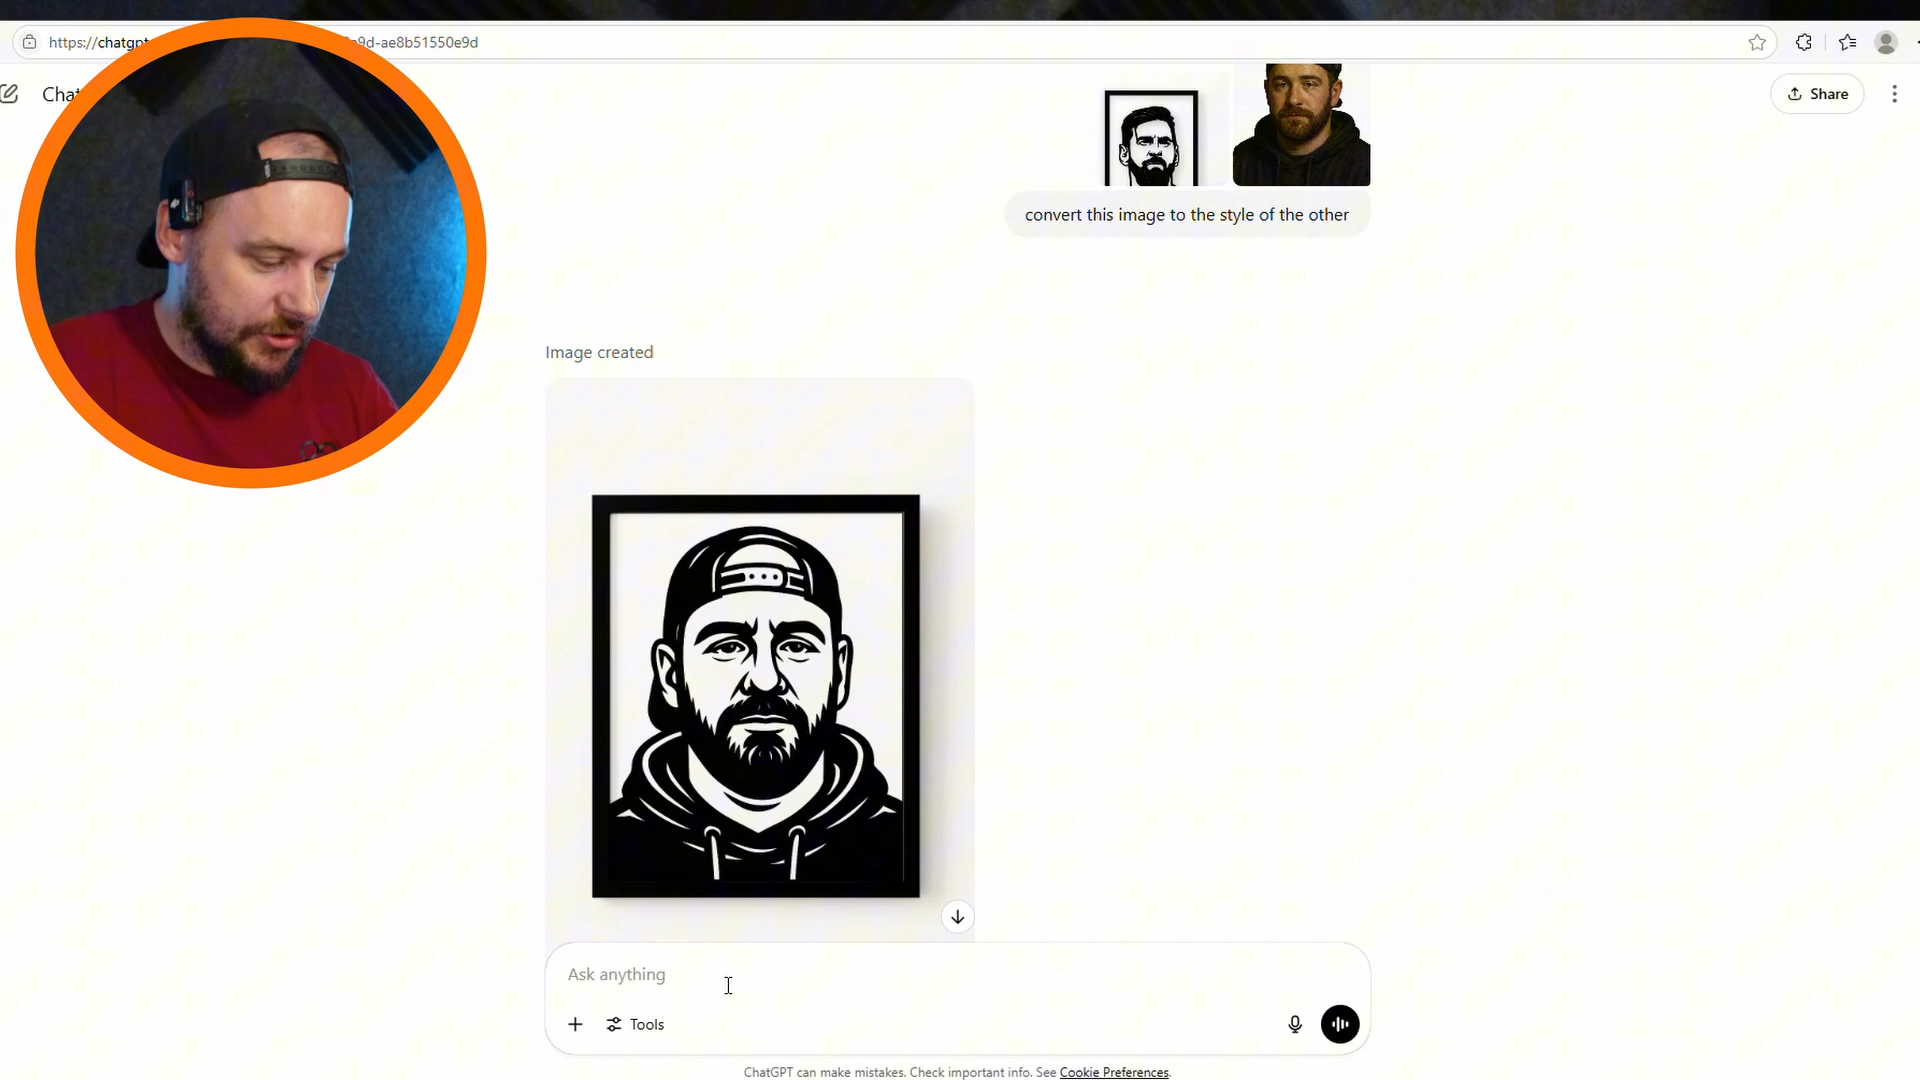 https://chatgpt
9d-ae8b51550e9d
Chat
Share
convert this image to the style of the other
Image created
Ask anything
Tools
ChatGPT can make mistakes. Check important info. See Cookie Preferences.